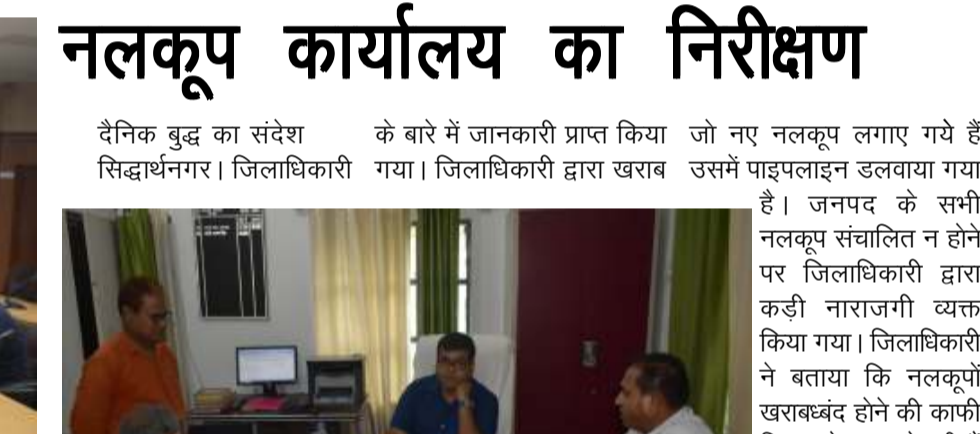 नलकूप कार्यालय का निरीक्षण
दैनिक बुद्ध का संदेश
सिद्धार्थनगर। जिलाधिकारी
के बारे में जानकारी प्राप्त किया
गया। जिलाधिकारी द्वारा खराब
जो नए नलकूप लगाए गये हैं
उसमें पाइपलाइन डलवाया गया
है। जनपद के सभी
नलकूप संचालित न होने
पर जिलाधिकारी द्वारा
कड़ी नाराजगी व्यक्त
किया गया। जिलाधिकारी
ने बताया कि नलकूपों
खराबध्बंद होने की काफी